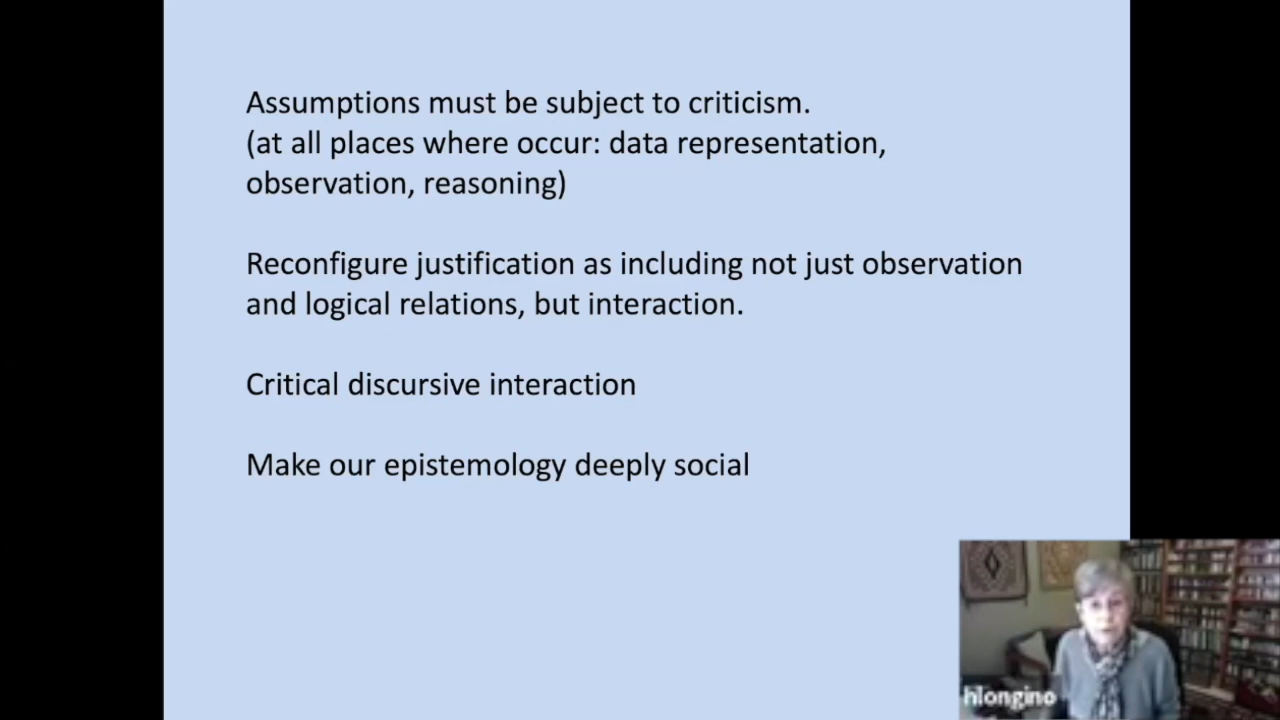 Assumptions must be subject to criticism.
(at all places where occur: data representation,
observation, reasoning)
Reconfigure justification as including not just observation
and logical relations, but interaction.
Critical discursive interaction
Make our epistemology deeply social
hlongino